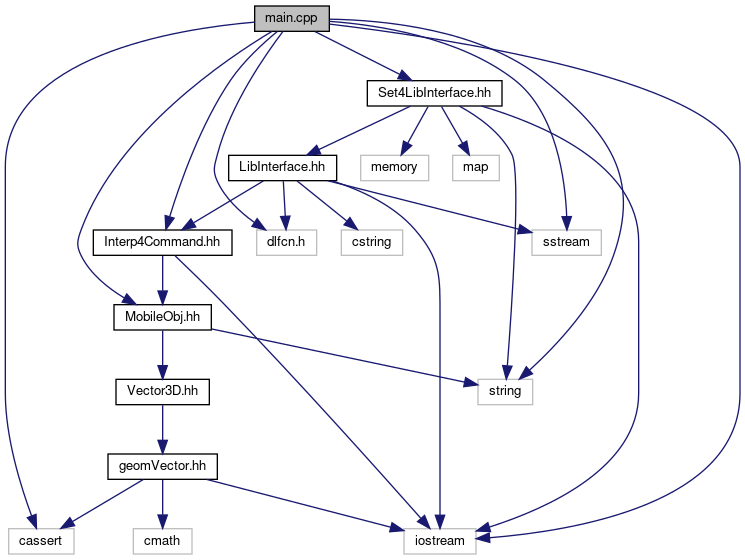 main.cpp
Set4LibInterface.hh
LibInterface.hh
memory
map
Interp4Command.hh
dlfcn.h
cstring
sstream
MobileObj.hh
Vector3D.hh
string
geomVector.hh
cassert
cmath
iostream